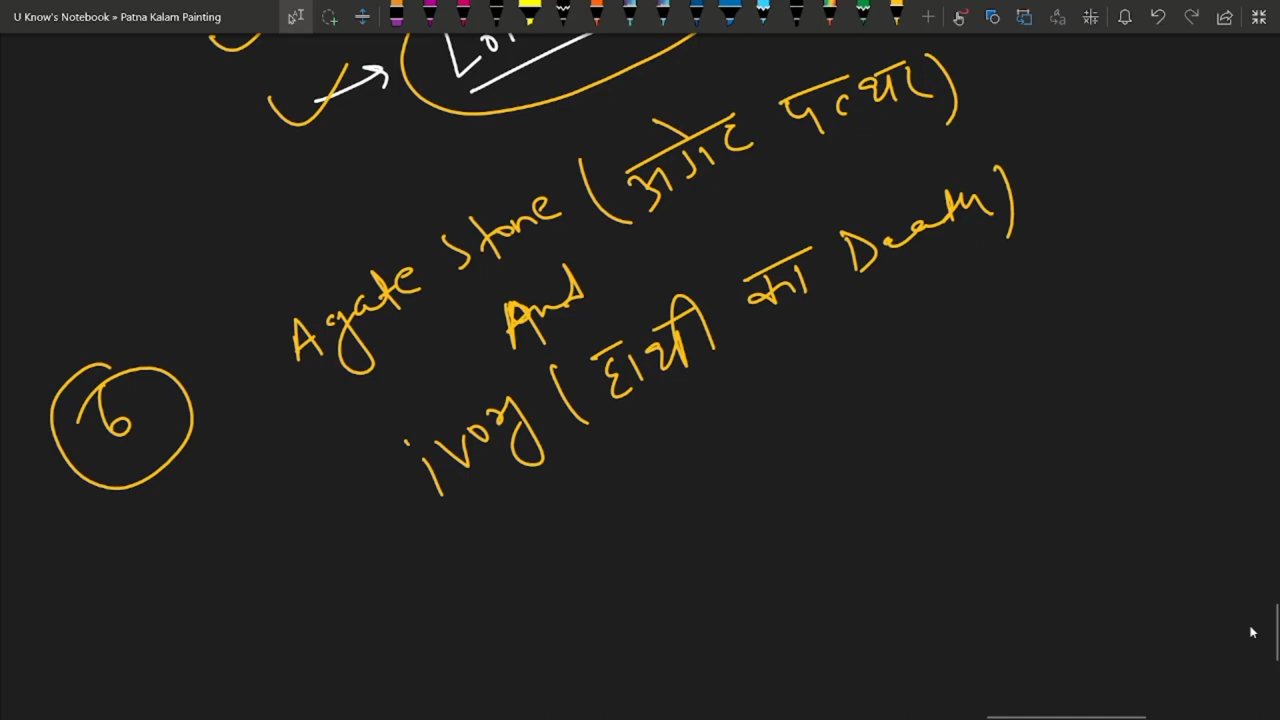 U Know's Notebook » Patna Kalam Painting
Agate Stone (अगेट पत्थर)
And
ivory (हाथी का Death)
6